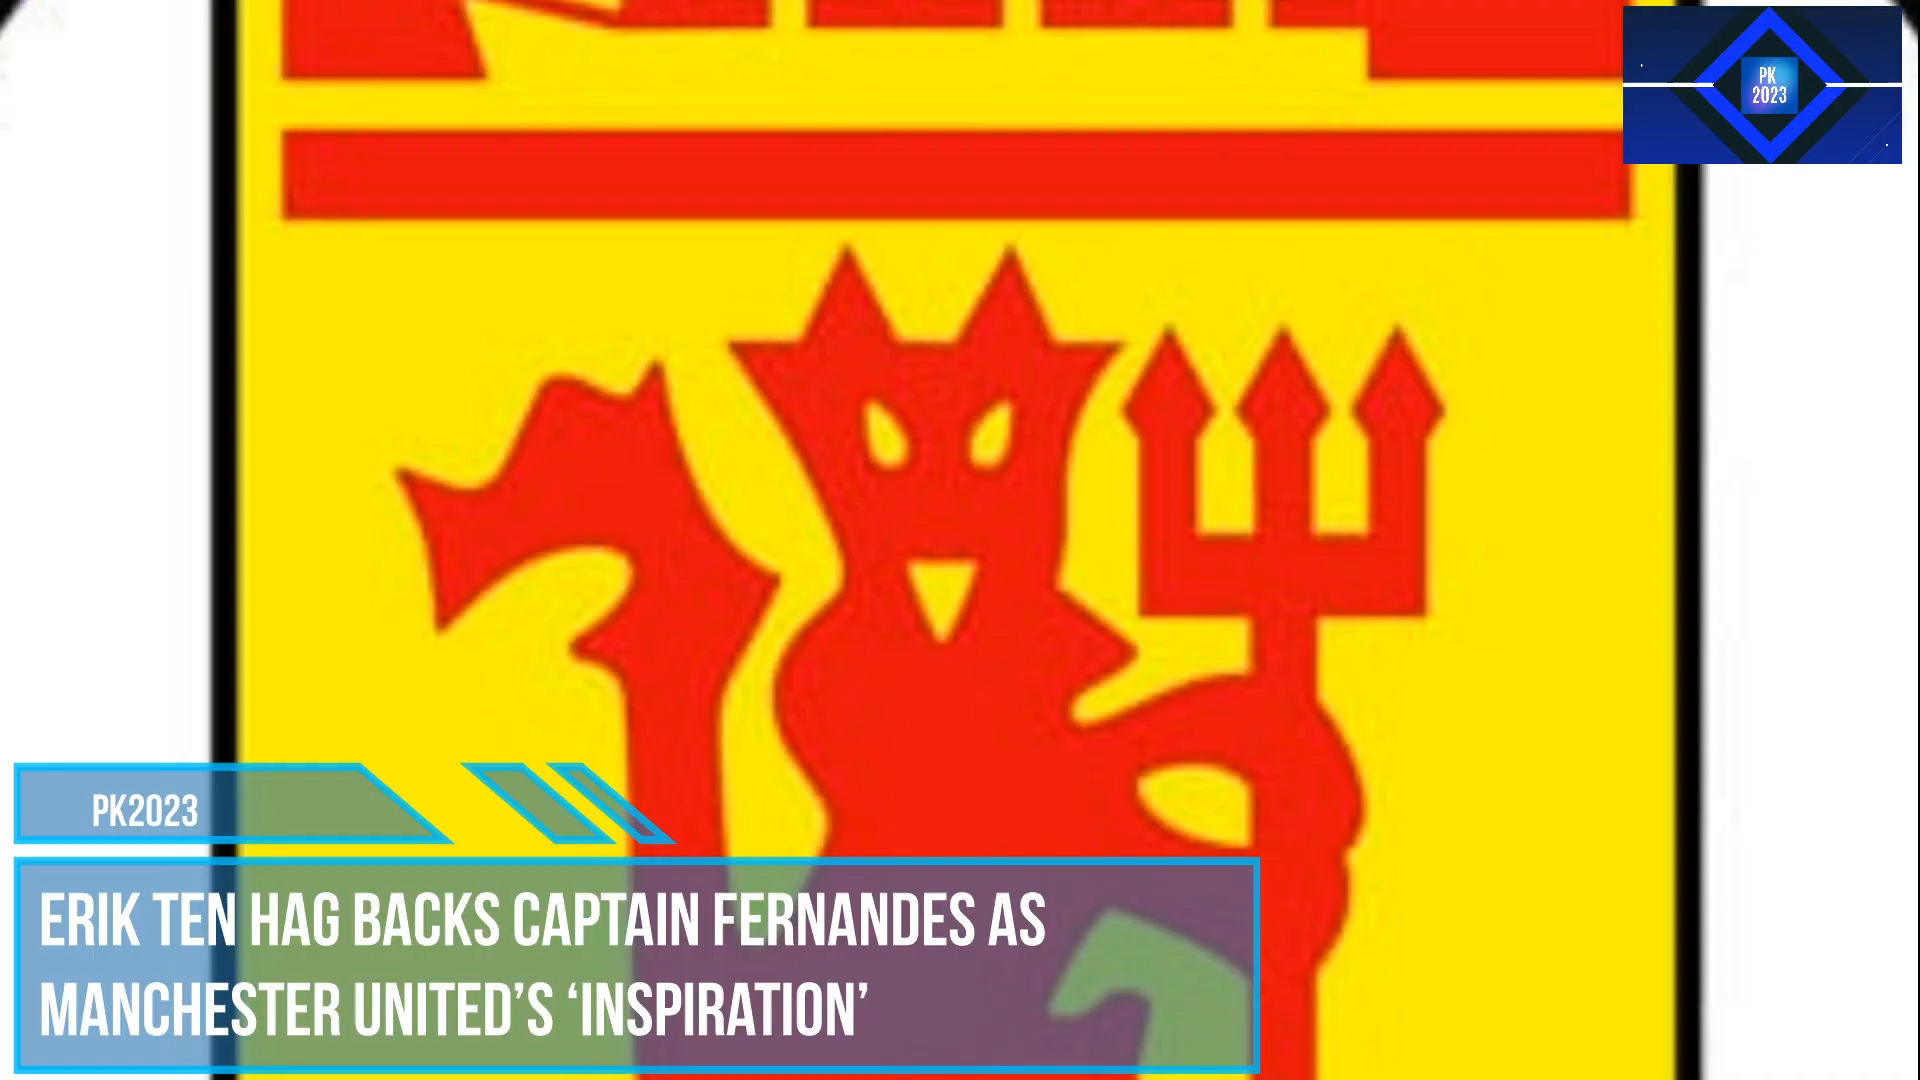 PK
2023
PK2023
ERIK TEN HAG BACKS CAPTAIN FERNANDES AS
MANCHESTER UNITED’S ‘INSPIRATION’